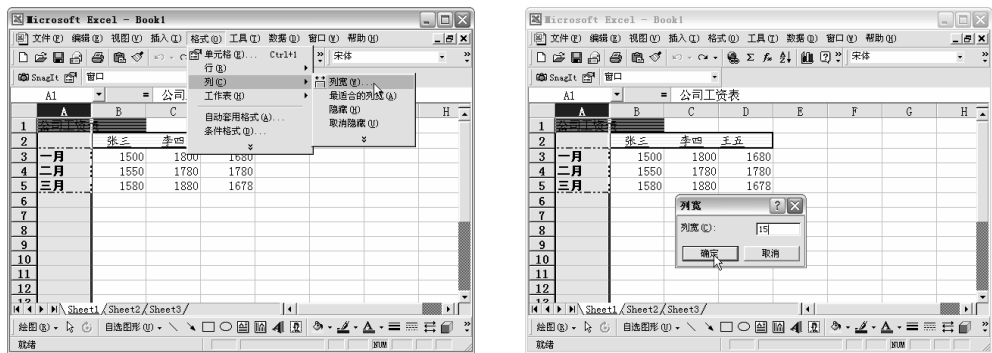 Microsoft Excel - Book1
文件(F) 编辑(E) 视图(V) 插入(I) 格式(O) 工具(T) 数据(D) 窗口(W) 帮助(H)
宋体
SnagIt 窗口
A1 = 公司
单元格(E)... Ctrl+1
行(R)
列(C)
工作表(H)
自动套用格式(A)...
条件格式(D)...
列宽(W)...
最适合的列宽(A)
隐藏(H)
取消隐藏(U)
A B C H
1
2 张三 李四
3 一月 1500 1800 1680
4 二月 1550 1780 1780
5 三月 1580 1880 1678
6
7
8
9
10
11
12
13
Sheet1 Sheet2 Sheet3
绘图(R) 自选图形(U)
就绪 NUM
Microsoft Excel - Book1
文件(F) 编辑(E) 视图(V) 插入(I) 格式(O) 工具(T) 数据(D) 窗口(W) 帮助(H)
宋体
SnagIt 窗口
A1 = 公司工资表
A B C D E F G H
1
2 张三 李四 王五
3 一月 1500 1800 1680
4 二月 1550 1780 1780
5 三月 1580 1880 1678
6
7
8
9
10
11
12
13
列宽
列宽(C): 15
确定 取消
Sheet1 Sheet2 Sheet3
绘图(R) 自选图形(U)
就绪 NUM